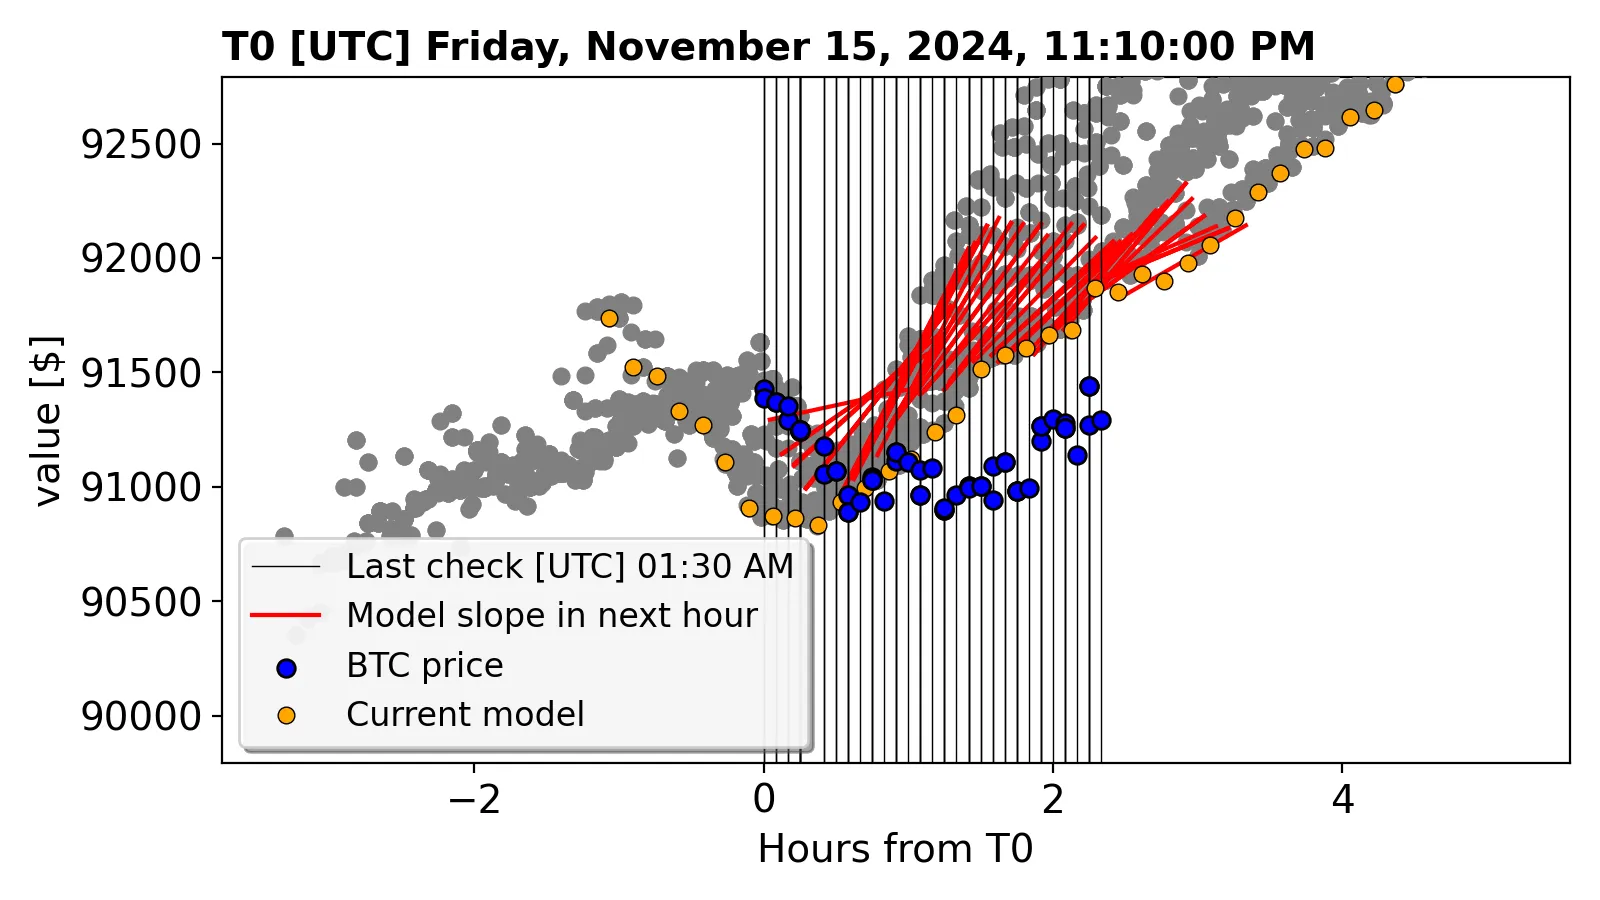 T0 [UTC] Friday, November 15, 2024, 11:10:00 PM
value [$]
92500
92000
91500
91000
90500
90000
Last check [UTC] 01:30 AM
Model slope in next hour
BTC price
Current model
−2
0
2
4
Hours from T0